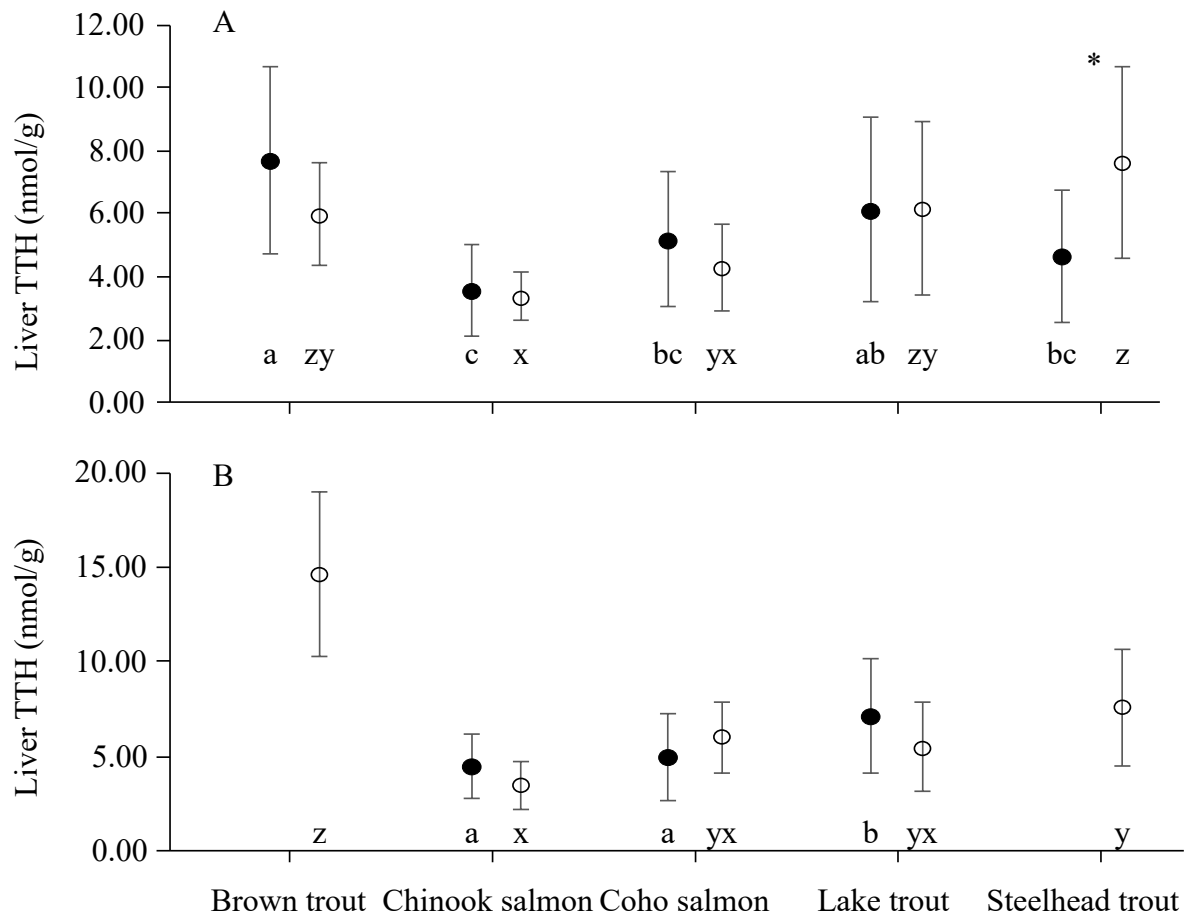 12.00
A
10.00
*
8.00
6.00
4.00
2.00
a zy c x bc yx ab zy bc z
0.00
Liver TTH (nmol/g)
20.00
B
15.00
10.00
5.00
z a x a yx b yx y
0.00
Liver TTH (nmol/g)
Brown trout Chinook salmon Coho salmon Lake trout Steelhead trout